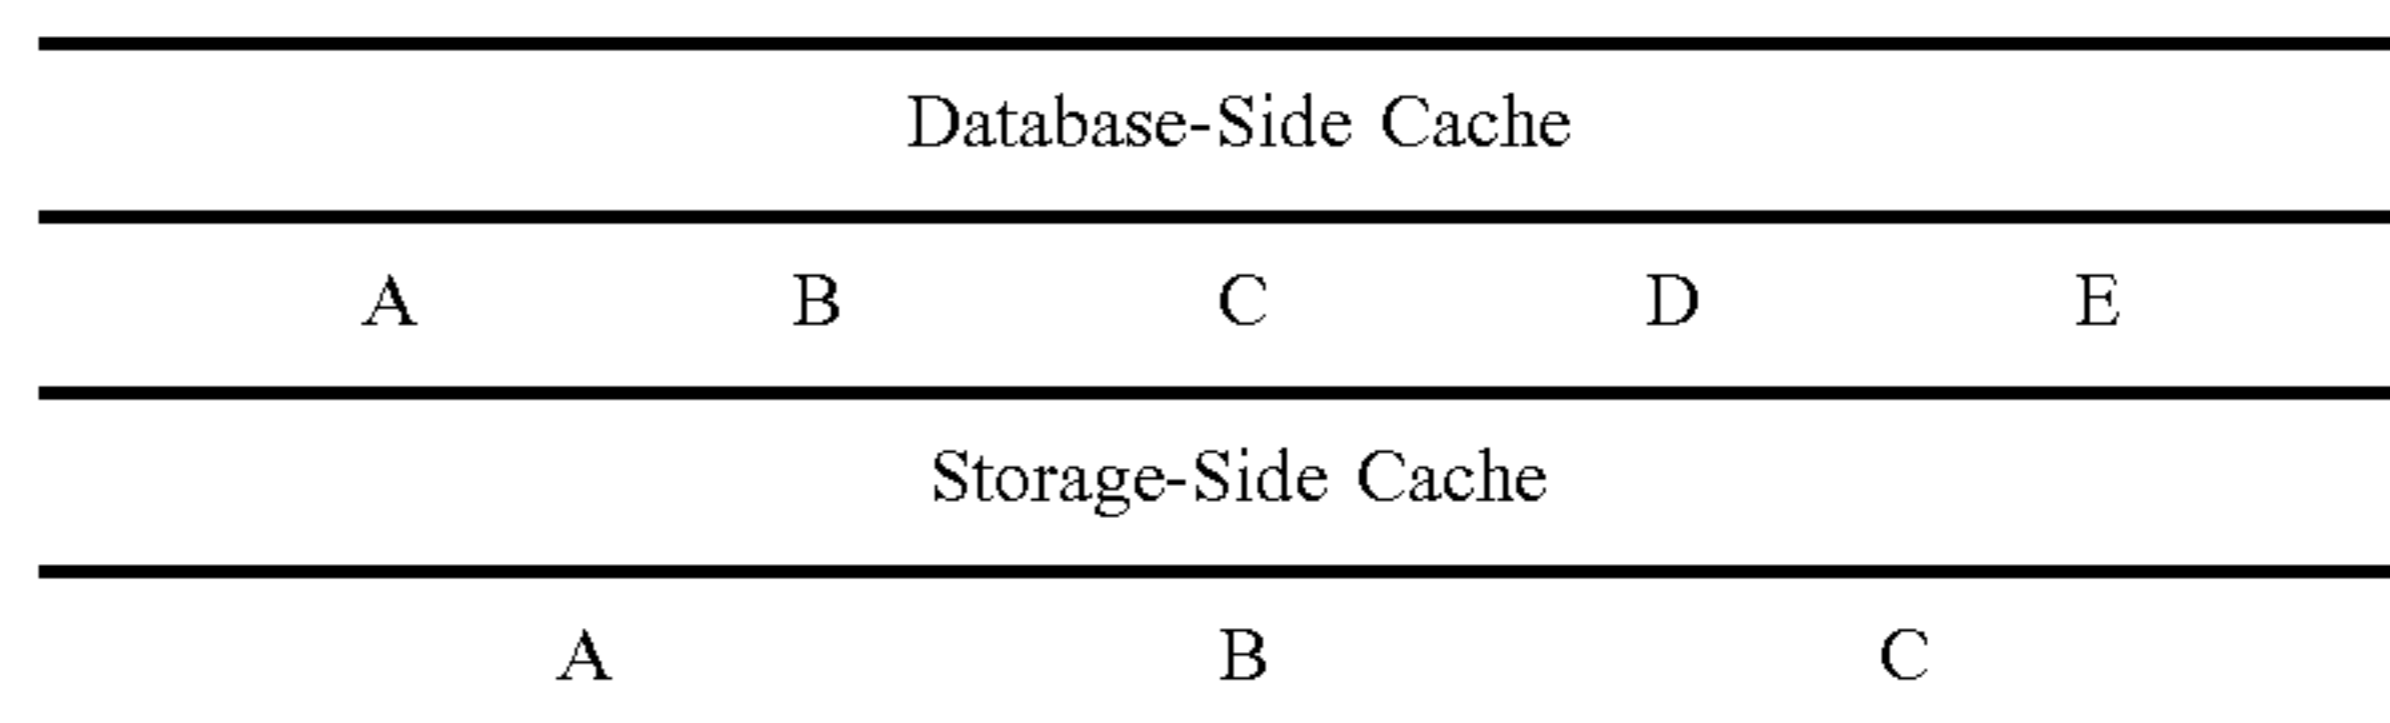 Database-Side Cache
A B C D E
Storage-Side Cache
A B C